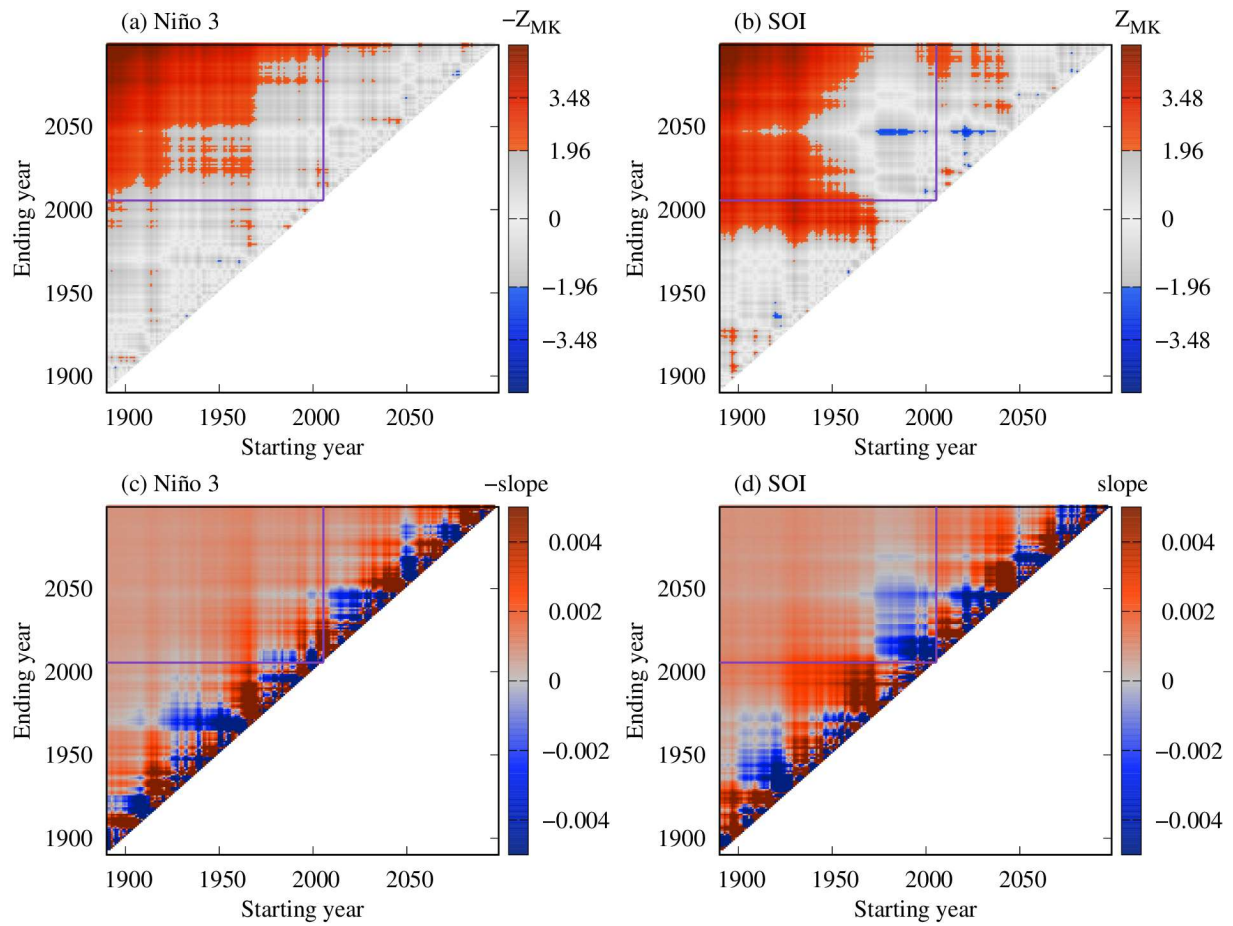 (a) Niño 3
−Z_MK
3.48
1.96
0
−1.96
−3.48
2050
2000
1950
1900
Ending year
1900 1950 2000 2050
Starting year
(b) SOI
Z_MK
3.48
1.96
0
−1.96
−3.48
2050
2000
1950
1900
Ending year
1900 1950 2000 2050
Starting year
(c) Niño 3
−slope
0.004
0.002
0
−0.002
−0.004
2050
2000
1950
1900
Ending year
1900 1950 2000 2050
Starting year
(d) SOI
slope
0.004
0.002
0
−0.002
−0.004
2050
2000
1950
1900
Ending year
1900 1950 2000 2050
Starting year